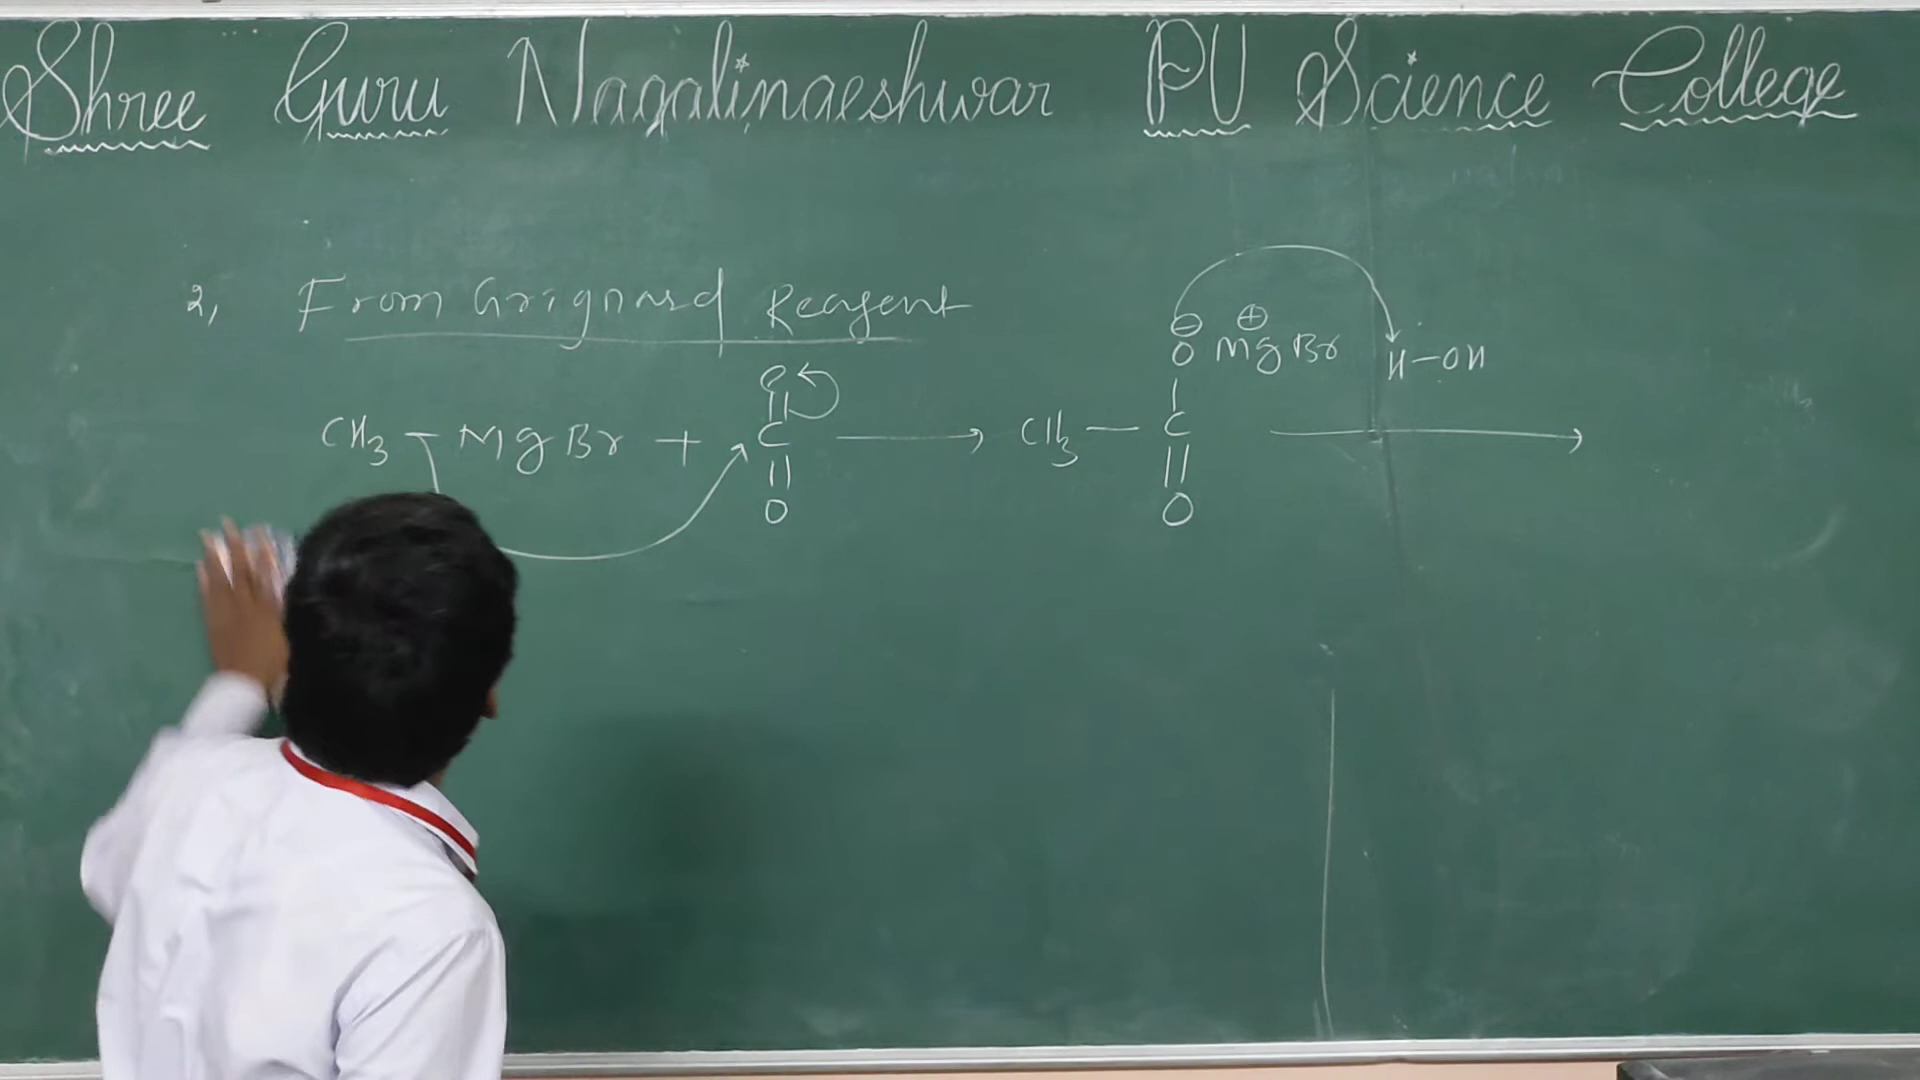 Shree Guru Nagalinaeshwar PU Science College
2, From Grignard Reagent
⊖ ⊕
O O MgBr H-OH
|| |
CH3 - MgBr + C ⟶ CH3 - C ⟶
|| ||
O O